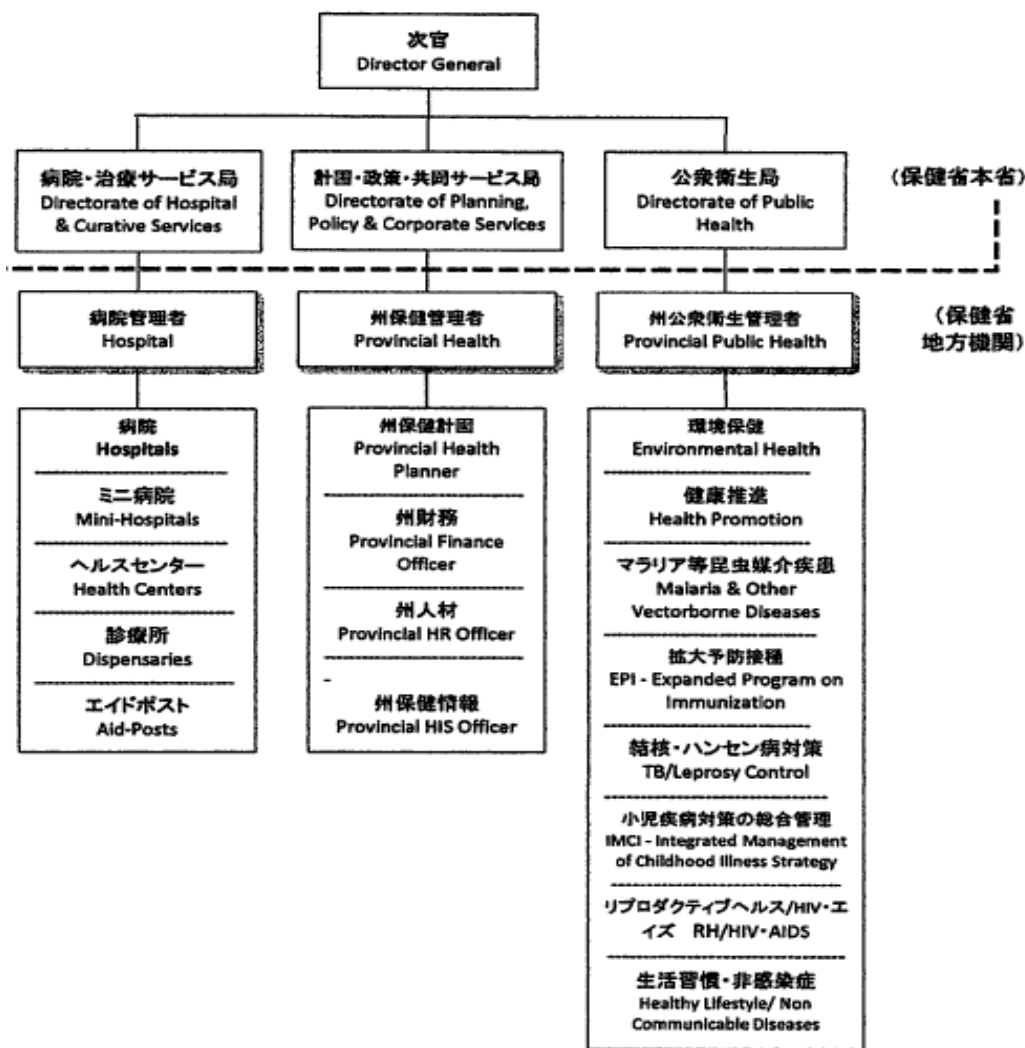 次官
Director General
病院・治療サービス局
Directorate of Hospital
& Curative Services
計画・政策・共同サービス局
Directorate of Planning,
Policy & Corporate Services
公衆衛生局
Directorate of Public
Health
(保健省本省)
病院管理者
Hospital
州保健管理者
Provincial Health
州公衆衛生管理者
Provincial Public Health
(保健省
地方機関)
病院
Hospitals
ミニ病院
Mini-Hospitals
ヘルスセンター
Health Centers
診療所
Dispensaries
エイドポスト
Aid-Posts
州保健計画
Provincial Health
Planner
州財務
Provincial Finance
Officer
州人材
Provincial HR Officer
州保健情報
Provincial HIS Officer
環境保健
Environmental Health
健康推進
Health Promotion
マラリア等昆虫媒介疾患
Malaria & Other
Vectorborne Diseases
拡大予防接種
EPI - Expanded Program on
Immunization
結核・ハンセン病対策
TB/Leprosy Control
小児疾病対策の総合管理
IMCI - Integrated Management
of Childhood Illness Strategy
リプロダクティブヘルス/HIV・エ
イズ RH/HIV・AIDS
生活習慣・非感染症
Healthy Lifestyle/ Non
Communicable Diseases